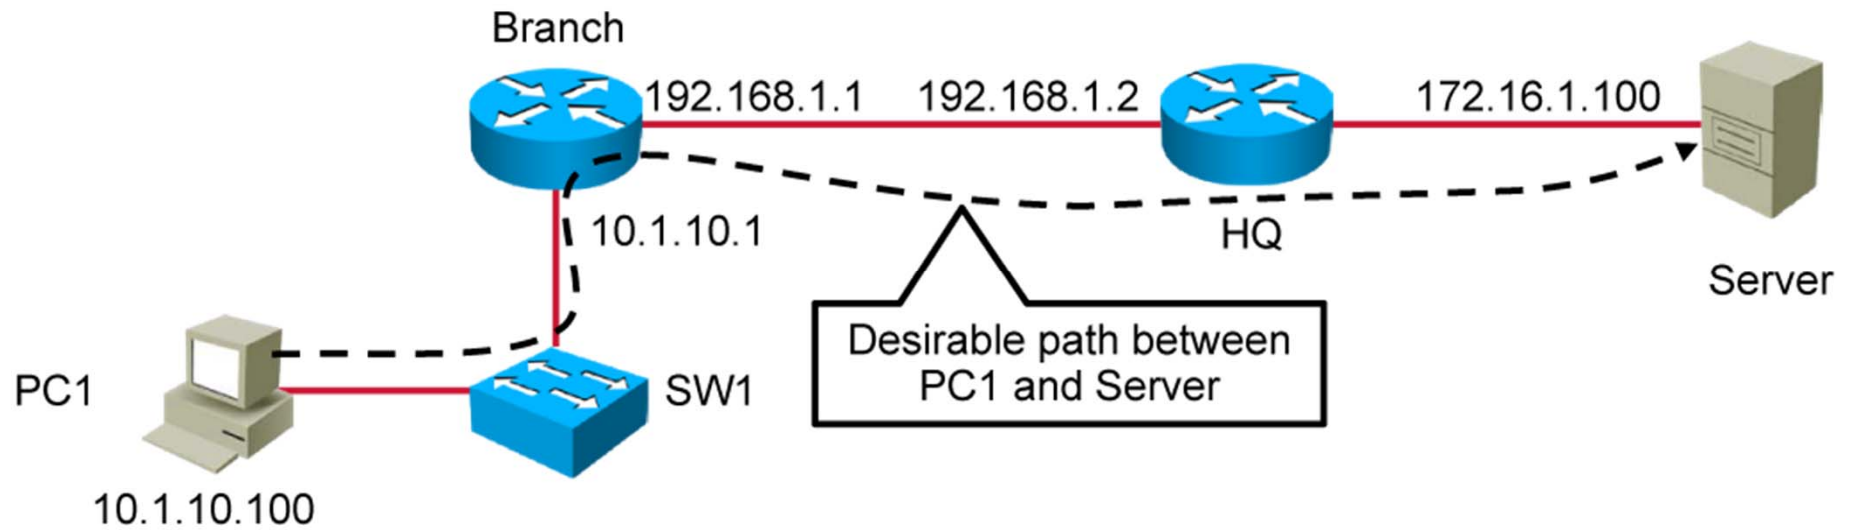 Branch
192.168.1.1
192.168.1.2
172.16.1.100
10.1.10.1
HQ
Server
Desirable path between
PC1 and Server
PC1
SW1
10.1.10.100